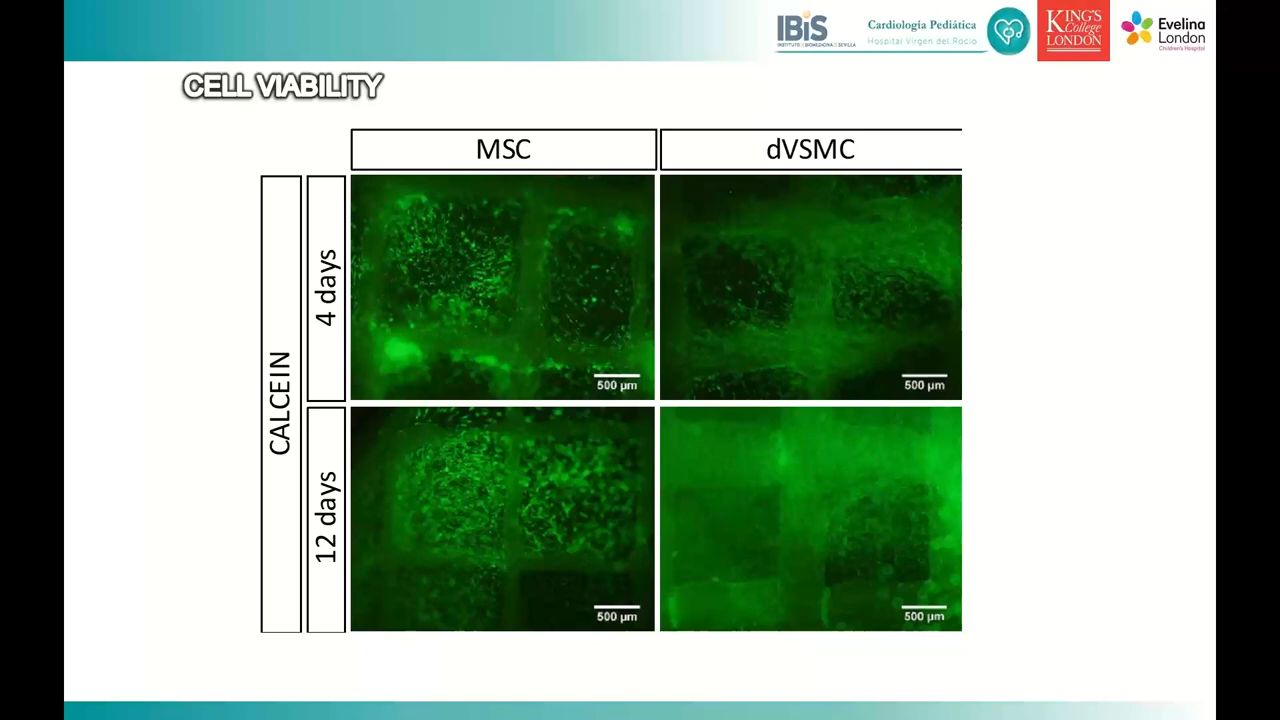 IBiS
INSTITUTO DE BIOMEDICINA DE SEVILLA
Cardiología Pediátrica
Hospital Virgen del Rocío
KING'S
College
LONDON
Evelina
London
Children's Hospital
CELL VIABILITY
MSC
dVSMC
CALCEIN
4 days
500 µm
500 µm
12 days
500 µm
500 µm